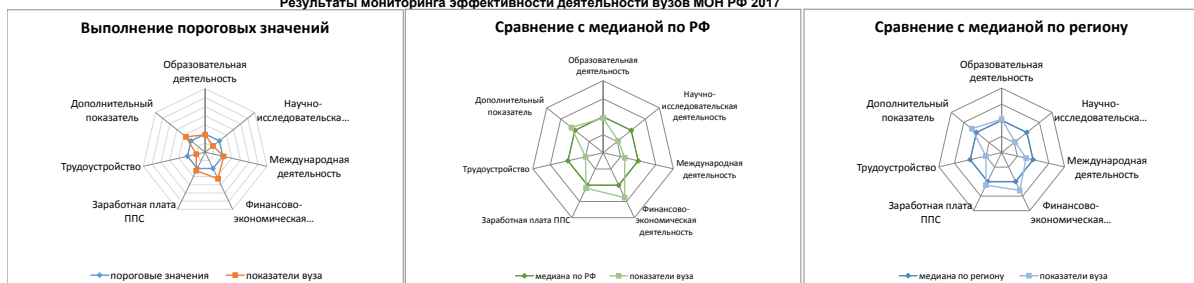 Результаты мониторинга эффективности деятельности вузов МОН РФ 2017
Выполнение пороговых значений
Образовательная
деятельность
Научно-
исследовательска...
Международная
деятельность
Финансово-
экономическая...
Заработная плата
ППС
Трудоустройство
Дополнительный
показатель
пороговые значения
показатели вуза
Сравнение с медианой по РФ
Образовательная
деятельность
Научно-
исследовательская
деятельность
Международная
деятельность
Финансово-
экономическая
деятельность
Заработная плата ППС
Трудоустройство
Дополнительный
показатель
медиана по РФ
показатели вуза
Сравнение с медианой по региону
Образовательная
деятельность
Научно-
исследовательска...
Международная
деятельность
Финансово-
экономическая...
Заработная плата
ППС
Трудоустройство
Дополнительный
показатель
медиана по региону
показатели вуза